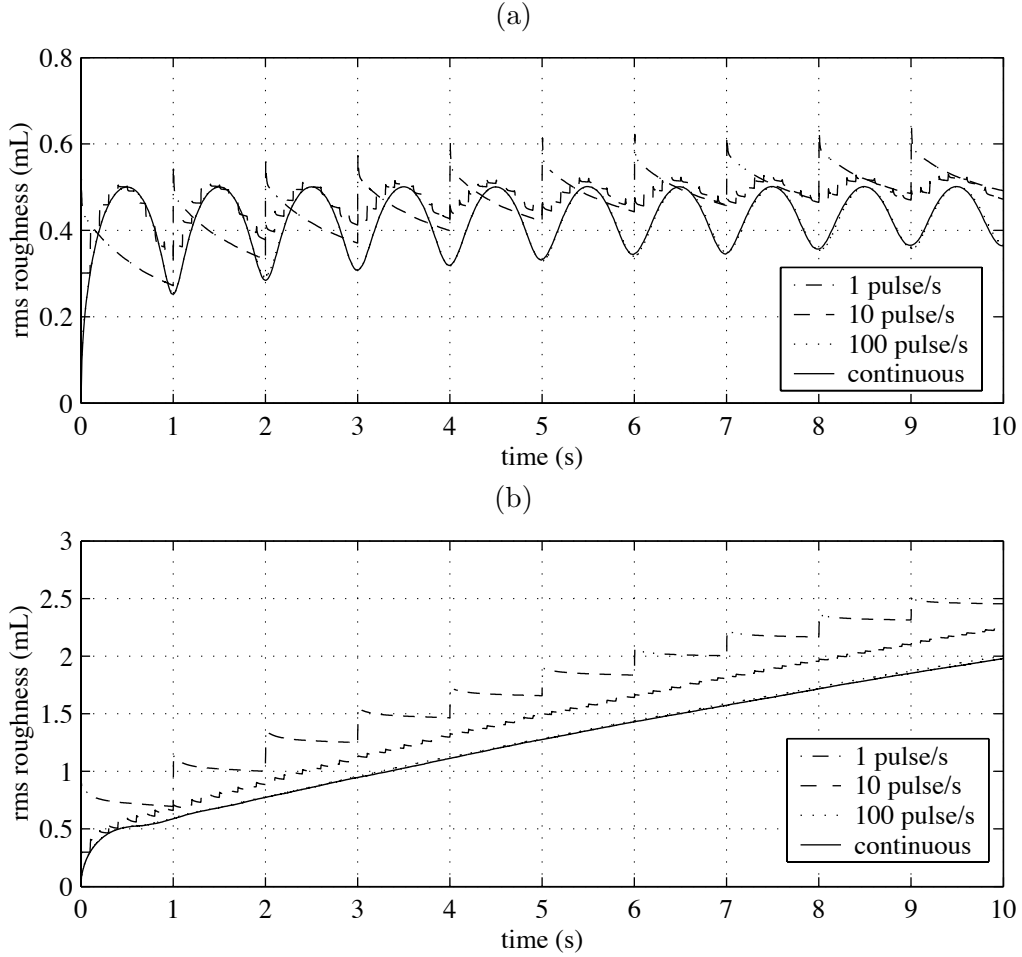 (a)
rms roughness (mL)
0.8
0.6
0.4
0.2
0
0 1 2 3 4 5 6 7 8 9 10
time (s)
1 pulse/s
10 pulse/s
100 pulse/s
continuous
(b)
rms roughness (mL)
3
2.5
2
1.5
1
0.5
0
0 1 2 3 4 5 6 7 8 9 10
time (s)
1 pulse/s
10 pulse/s
100 pulse/s
continuous